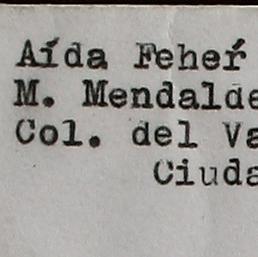 Aída Feheŕ
M. Mendalde
Col. del Va
Ciuda